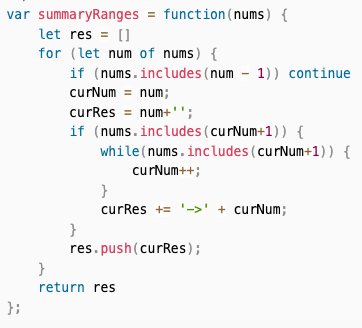 var summaryRanges = function(nums) {
    let res = []
    for (let num of nums) {
        if (nums.includes(num - 1)) continue
        curNum = num;
        curRes = num+'';
        if (nums.includes(curNum+1)) {
            while(nums.includes(curNum+1)) {
                curNum++;
            }
            curRes += '->' + curNum;
        }
        res.push(curRes);
    }
    return res
};